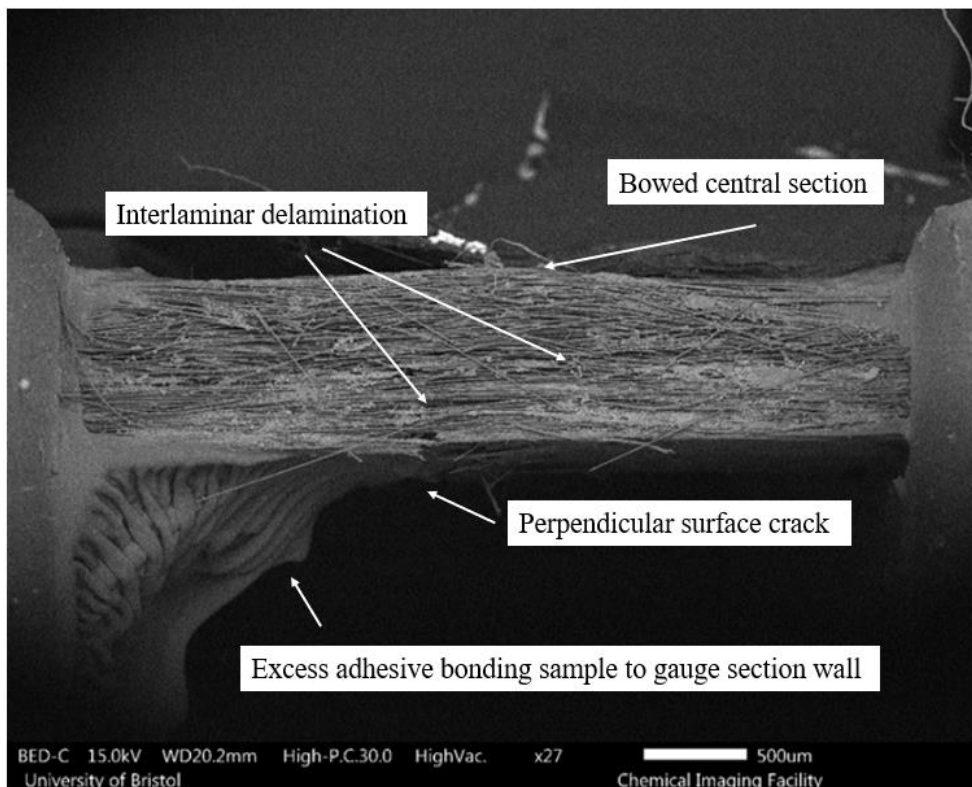 Bowed central section
Interlaminar delamination
Perpendicular surface crack
Excess adhesive bonding sample to gauge section wall
BED-C 15.0kV WD20.2mm High-P.C.30.0 HighVac. x27 500um
University of Bristol Chemical Imaging Facility